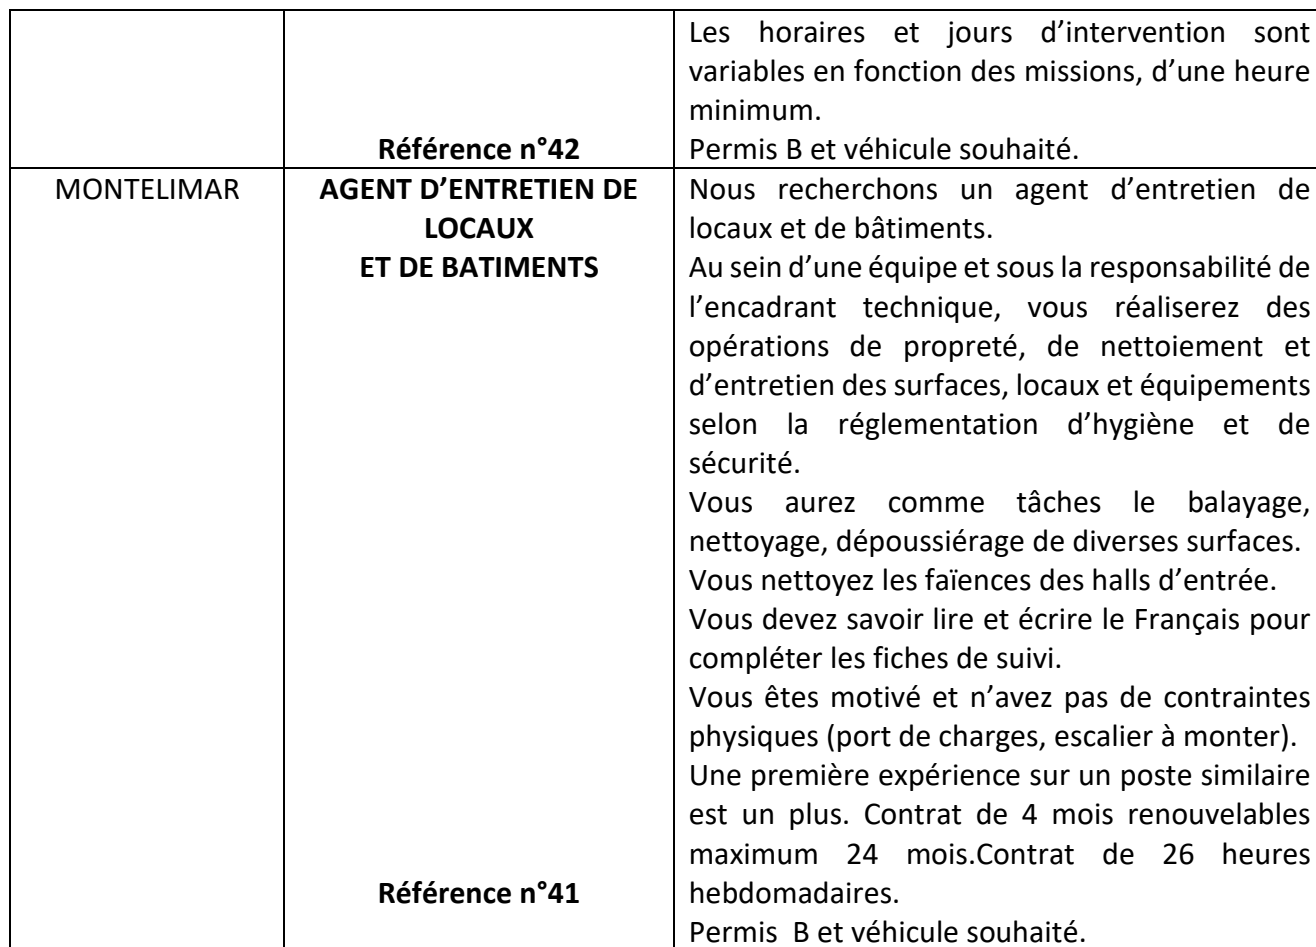 Les horaires et jours d’intervention sont
variables en fonction des missions, d’une heure
minimum.
Référence n°42
Permis B et véhicule souhaité.
MONTELIMAR
AGENT D’ENTRETIEN DE
LOCAUX
ET DE BATIMENTS
Référence n°41
Nous recherchons un agent d’entretien de
locaux et de bâtiments.
Au sein d’une équipe et sous la responsabilité de
l’encadrant technique, vous réaliserez des
opérations de propreté, de nettoiement et
d’entretien des surfaces, locaux et équipements
selon la réglementation d’hygiène et de
sécurité.
Vous aurez comme tâches le balayage,
nettoyage, dépoussiérage de diverses surfaces.
Vous nettoyez les faïences des halls d’entrée.
Vous devez savoir lire et écrire le Français pour
compléter les fiches de suivi.
Vous êtes motivé et n’avez pas de contraintes
physiques (port de charges, escalier à monter).
Une première expérience sur un poste similaire
est un plus. Contrat de 4 mois renouvelables
maximum 24 mois.Contrat de 26 heures
hebdomadaires.
Permis  B et véhicule souhaité.